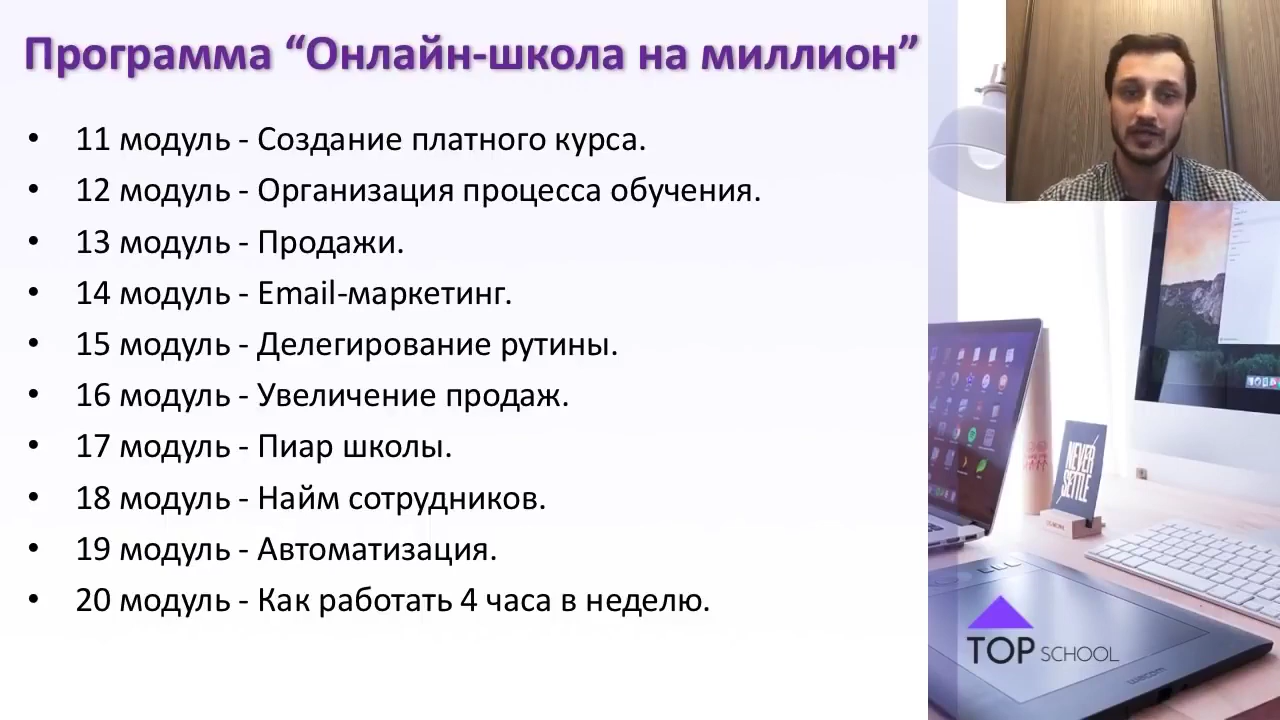 Программа “Онлайн-школа на миллион”
• 11 модуль - Создание платного курса.
• 12 модуль - Организация процесса обучения.
• 13 модуль - Продажи.
• 14 модуль - Email-маркетинг.
• 15 модуль - Делегирование рутины.
• 16 модуль - Увеличение продаж.
• 17 модуль - Пиар школы.
• 18 модуль - Найм сотрудников.
• 19 модуль - Автоматизация.
• 20 модуль - Как работать 4 часа в неделю.
NEVER
SETTLE
TOP SCHOOL
wacom